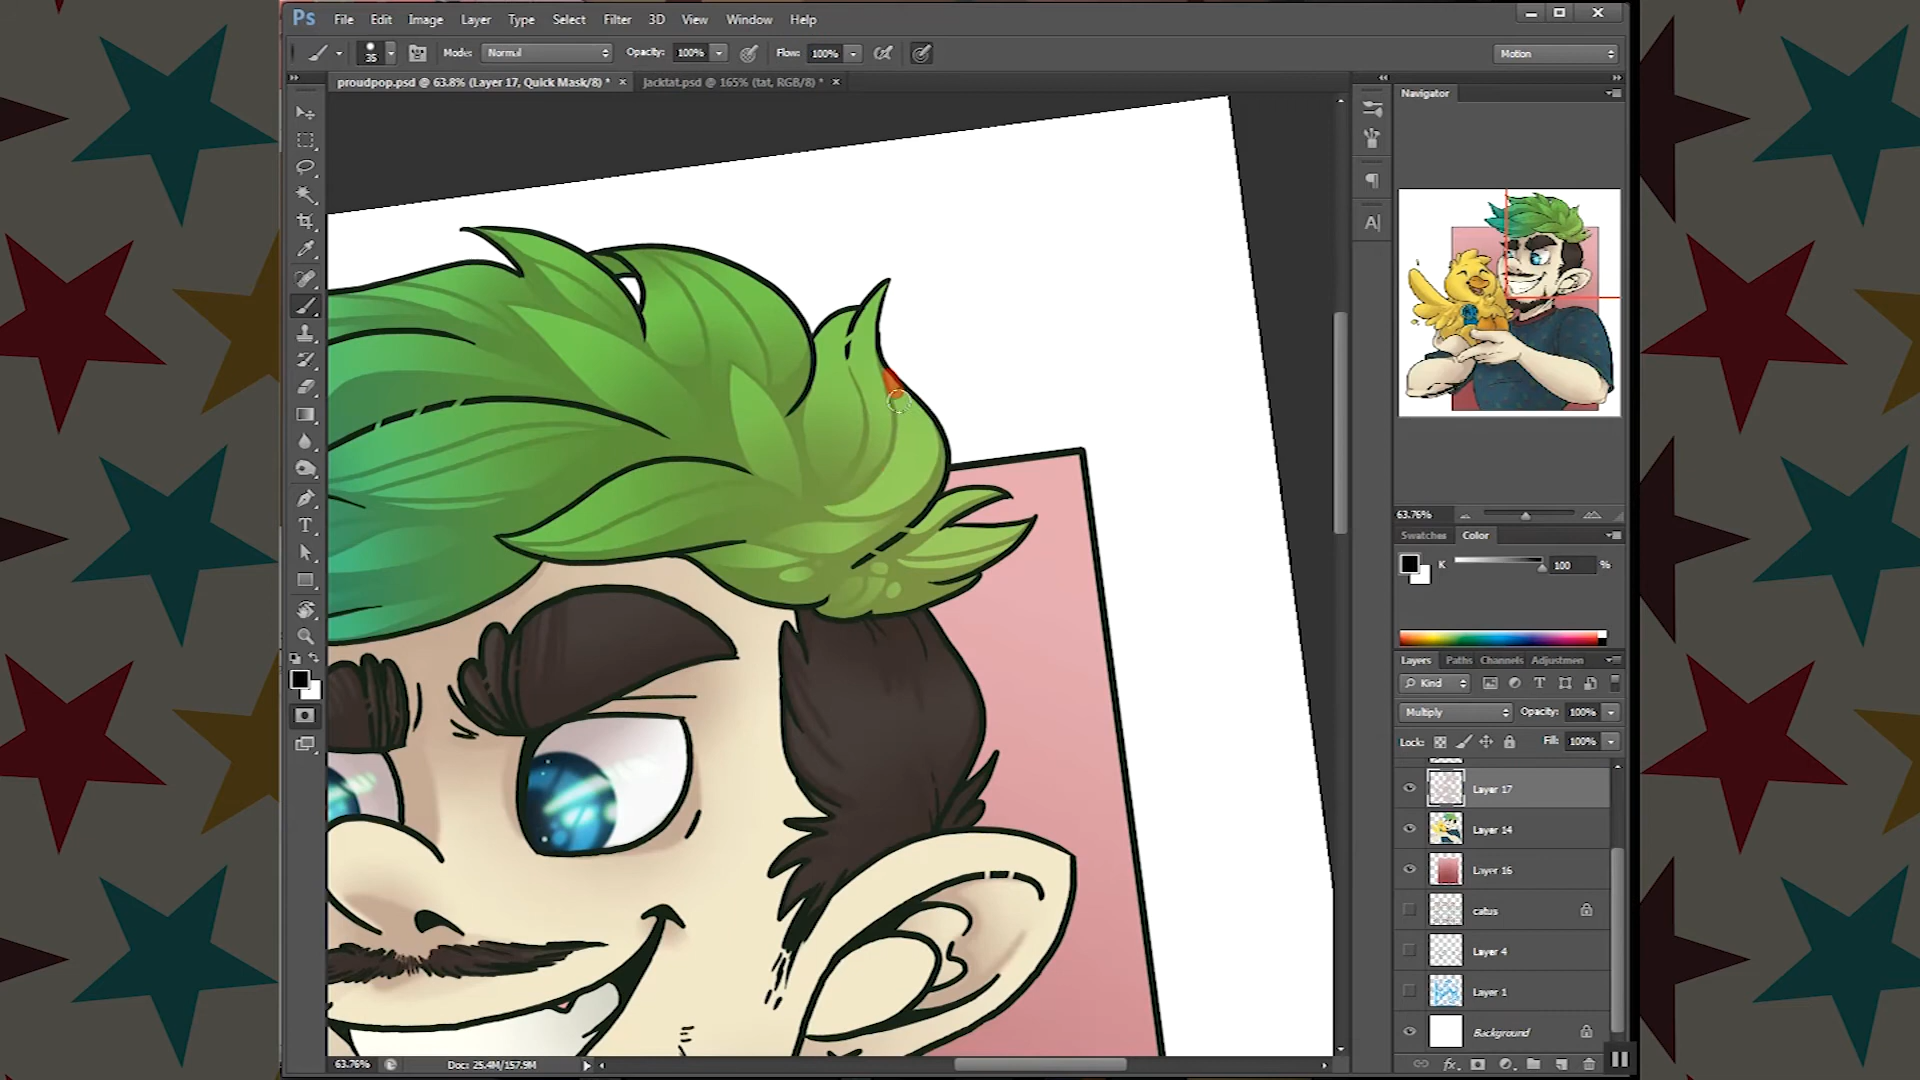 Ps File Edit Image Layer Type Select Filter 3D View Window Help
35 Mode: Normal Opacity: 100% Flow: 100% Motion
proudpop.psd @ 63.8% (Layer 17, Quick Mask/8) * × jacktat.psd @ 165% (tat, RGB/8) * ×
Navigator
63.76%
Swatches Color
K 100 %
Layers Paths Channels Adjustmen
Kind
Multiply Opacity: 100%
Lock: Fill: 100%
Layer 17
Layer 14
Layer 16
catus
Layer 4
Layer 1
Background
63.76% Doc: 25.4M/157.9M